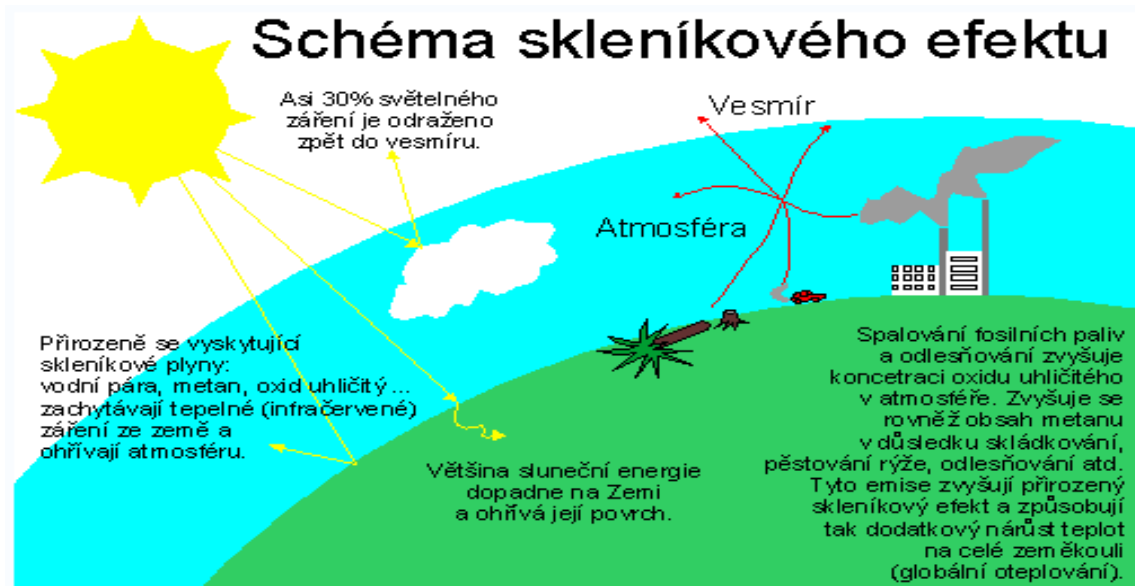 Schéma skleníkového efektu
Asi 30% světelného
záření je odraženo
zpět do vesmíru.
Vesmír
Atmosféra
Přirozeně se vyskytující
skleníkové plyny:
vodní pára, metan, oxid uhličitý ...
zachytávají tepelné (infračervené)
záření ze země a
ohřívají atmosféru.
Většina sluneční energie
dopadne na Zemi
a ohřívá její povrch.
Spalování fosilních paliv
a odlesňování zvyšuje
koncetraci oxidu uhličitého
v atmosféře. Zvyšuje se
rovněž obsah metanu
v důsledku skládkování,
pěstování rýže, odlesňování atd.
Tyto emise zvyšují přirozený
skleníkový efekt a způsobují
tak dodatkový nárůst teplot
na celé zeměkouli
(globální oteplování).